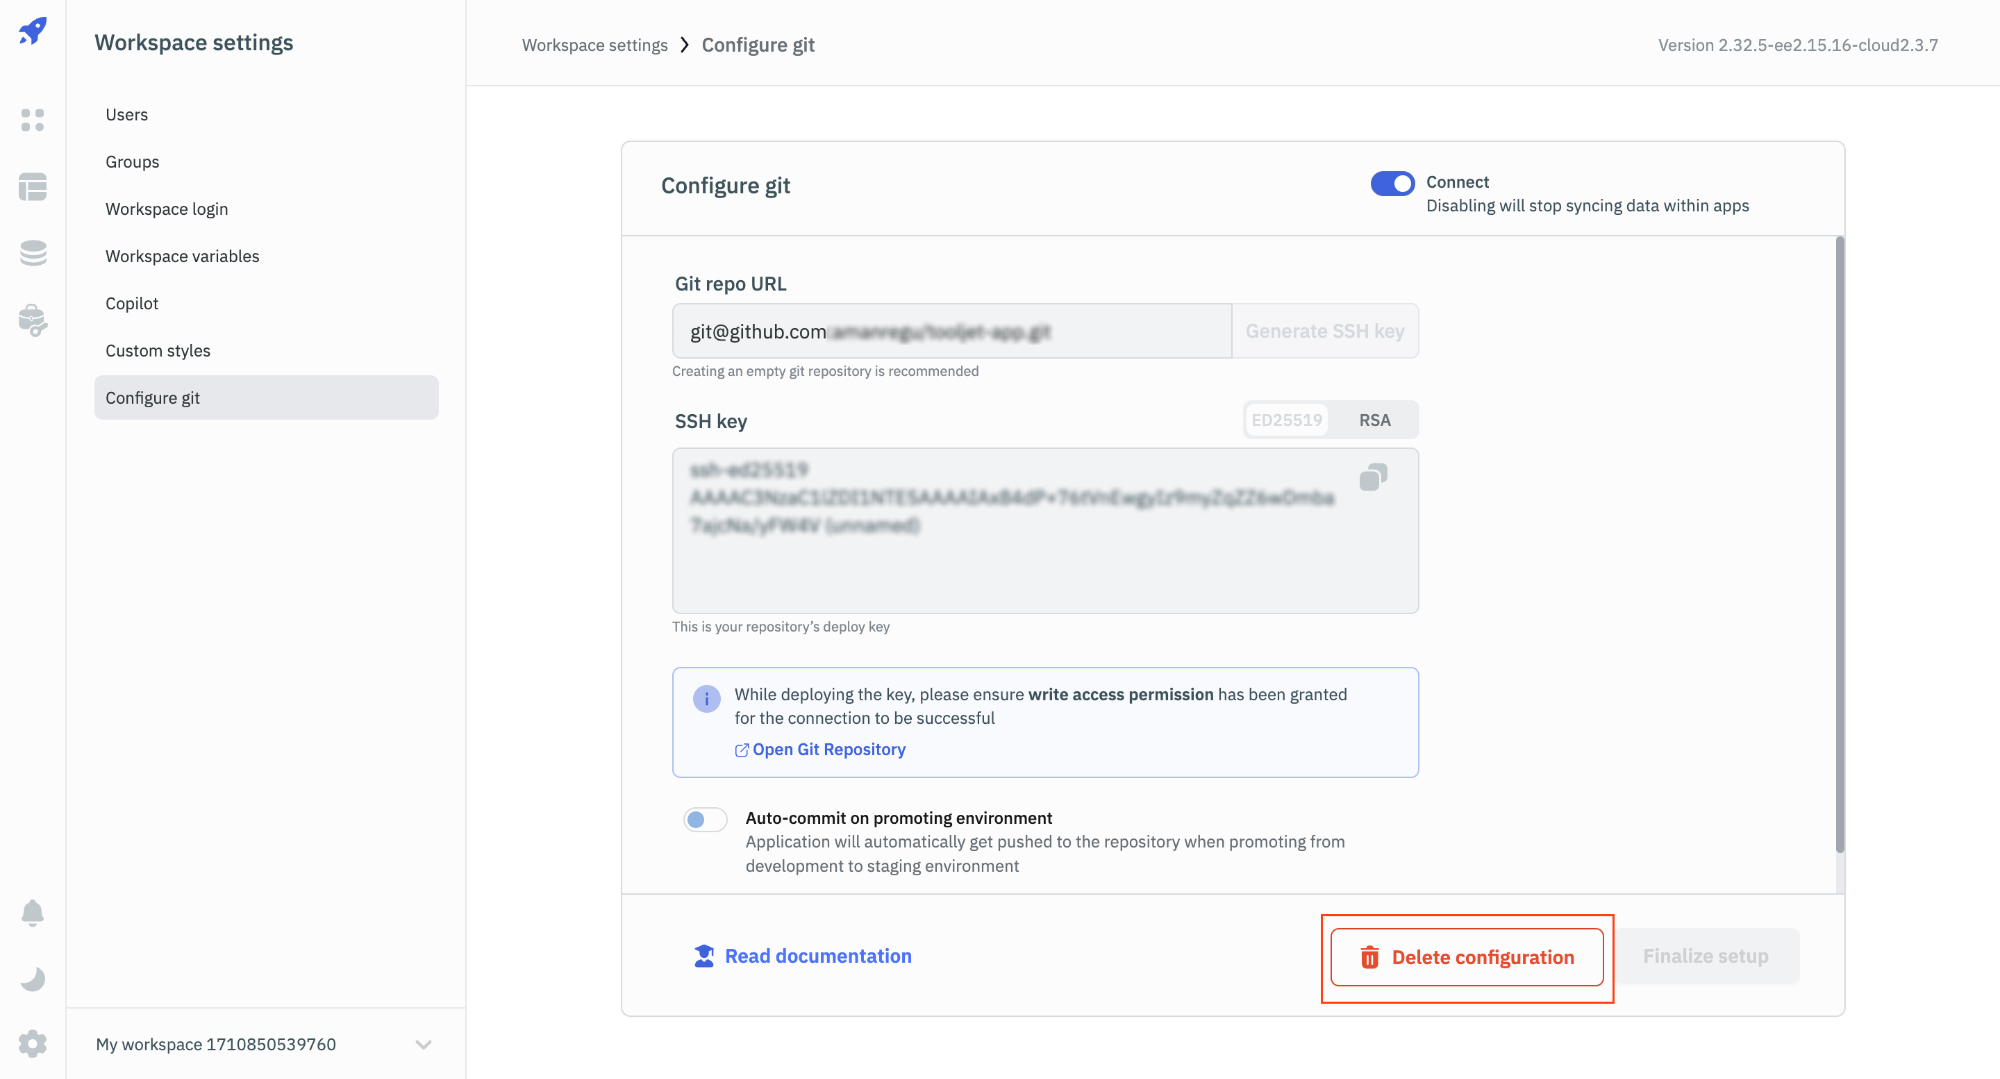 Workspace settings
Users
Groups
Workspace login
Workspace variables
Copilot
Custom styles
Configure git
My workspace 1710850539760
Workspace settings > Configure git
Version 2.32.5-ee2.15.16-cloud2.3.7
Configure git
Connect
Disabling will stop syncing data within apps
Git repo URL
git@github.com
Generate SSH key
Creating an empty git repository is recommended
SSH key
ED25519
RSA
This is your repository’s deploy key
While deploying the key, please ensure write access permission has been granted
for the connection to be successful
Open Git Repository
Auto-commit on promoting environment
Application will automatically get pushed to the repository when promoting from
development to staging environment
Read documentation
Delete configuration
Finalize setup